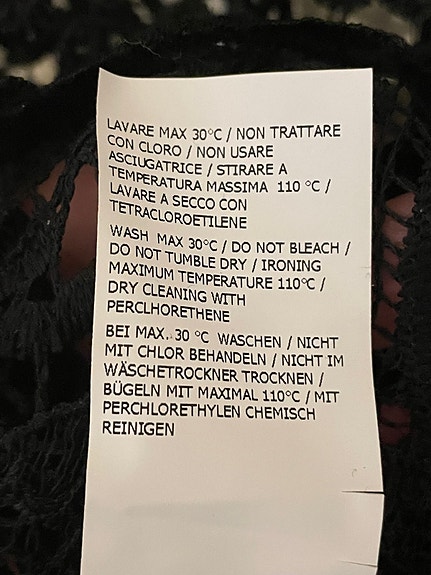 LAVARE MAX 30°C / NON TRATTARE
CON CLORO / NON USARE
ASCIUGATRICE / STIRARE A
TEMPERATURA MASSIMA 110 °C /
LAVARE A SECCO CON
TETRACLOROETILENE
WASH MAX 30°C / DO NOT BLEACH /
DO NOT TUMBLE DRY / IRONING
MAXIMUM TEMPERATURE 110°C /
DRY CLEANING WITH
PERCLHORETHENE
BEI MAX. 30 °C WASCHEN / NICHT
MIT CHLOR BEHANDELN / NICHT IM
WÄSCHETROCKNER TROCKNEN /
BÜGELN MIT MAXIMAL 110°C / MIT
PERCHLORETHYLEN CHEMISCH
REINIGEN